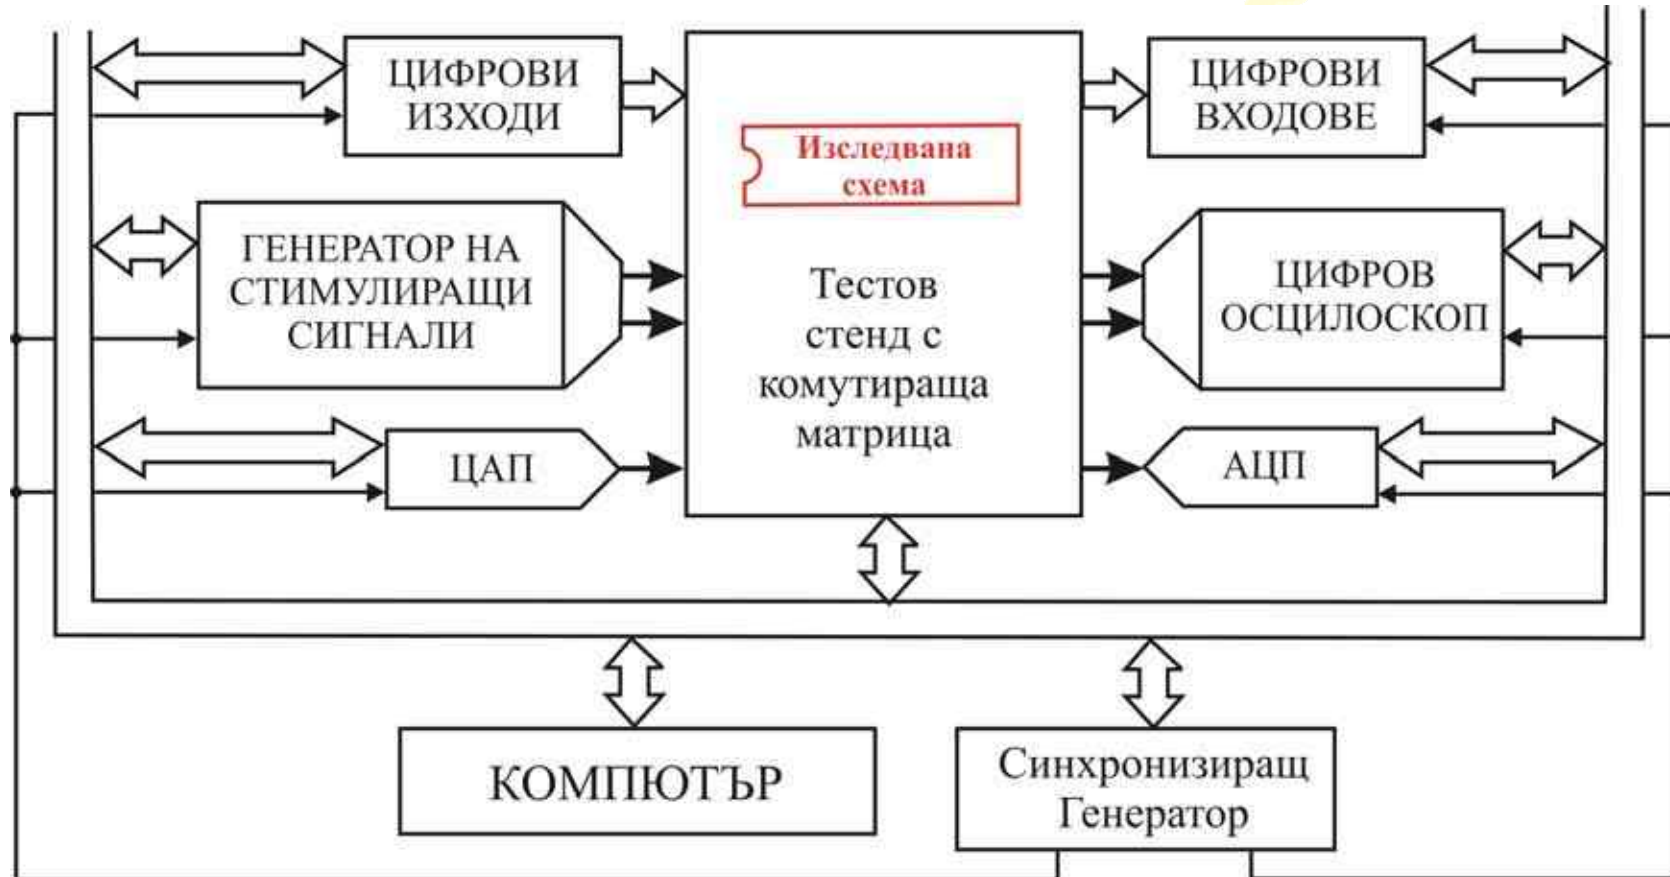 ЦИФРОВИ
ИЗХОДИ
ЦИФРОВИ
ВХОДОВЕ
Изследвана
схема
ГЕНЕРАТОР НА
СТИМУЛИРАЩИ
СИГНАЛИ
Тестов
стенд с
комутираща
матрица
ЦИФРОВ
ОСЦИЛОСКОП
ЦАП
АЦП
КОМПЮТЪР
Синхронизиращ
Генератор